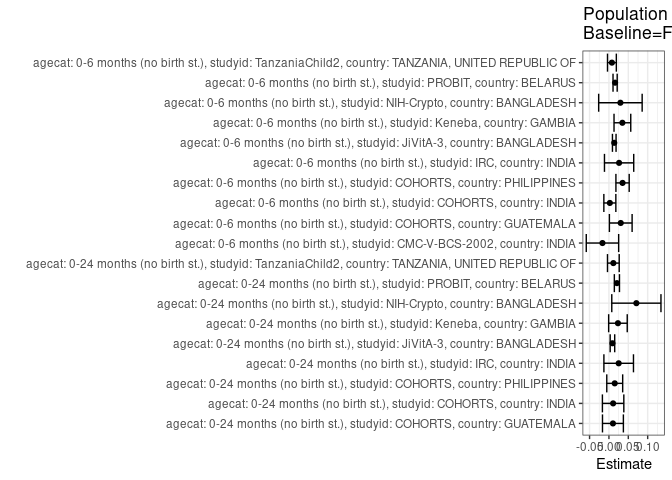 Population
Baseline=F
agecat: 0-6 months (no birth st.), studyid: TanzaniaChild2, country: TANZANIA, UNITED REPUBLIC OF
agecat: 0-6 months (no birth st.), studyid: PROBIT, country: BELARUS
agecat: 0-6 months (no birth st.), studyid: NIH-Crypto, country: BANGLADESH
agecat: 0-6 months (no birth st.), studyid: Keneba, country: GAMBIA
agecat: 0-6 months (no birth st.), studyid: JiVitA-3, country: BANGLADESH
agecat: 0-6 months (no birth st.), studyid: IRC, country: INDIA
agecat: 0-6 months (no birth st.), studyid: COHORTS, country: PHILIPPINES
agecat: 0-6 months (no birth st.), studyid: COHORTS, country: INDIA
agecat: 0-6 months (no birth st.), studyid: COHORTS, country: GUATEMALA
agecat: 0-6 months (no birth st.), studyid: CMC-V-BCS-2002, country: INDIA
agecat: 0-24 months (no birth st.), studyid: TanzaniaChild2, country: TANZANIA, UNITED REPUBLIC OF
agecat: 0-24 months (no birth st.), studyid: PROBIT, country: BELARUS
agecat: 0-24 months (no birth st.), studyid: NIH-Crypto, country: BANGLADESH
agecat: 0-24 months (no birth st.), studyid: Keneba, country: GAMBIA
agecat: 0-24 months (no birth st.), studyid: JiVitA-3, country: BANGLADESH
agecat: 0-24 months (no birth st.), studyid: IRC, country: INDIA
agecat: 0-24 months (no birth st.), studyid: COHORTS, country: PHILIPPINES
agecat: 0-24 months (no birth st.), studyid: COHORTS, country: INDIA
agecat: 0-24 months (no birth st.), studyid: COHORTS, country: GUATEMALA
-0.05 0.00 0.05 0.10
Estimate